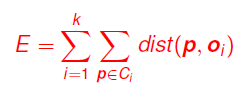 E = \sum_{i=1}^{k} \sum_{p \in C_i} dist(p, o_i)